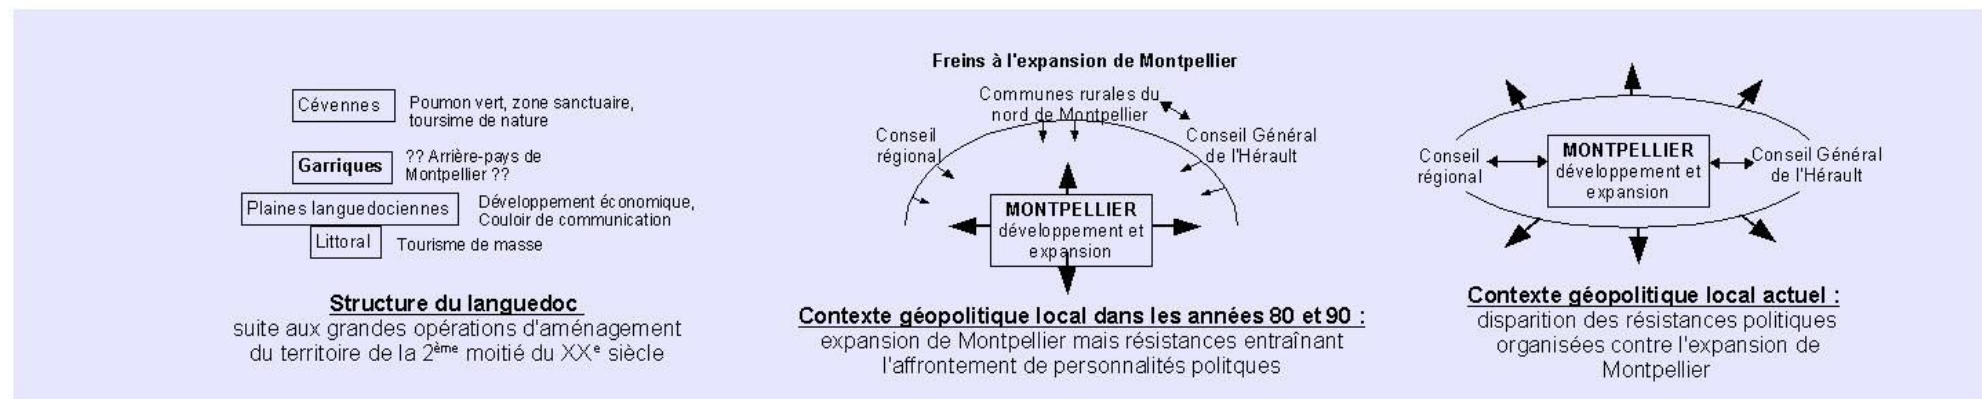 Cévennes
Poumon vert, zone sanctuaire,
toursime de nature
Garriques
?? Arrière-pays de
Montpellier ??
Plaines languedociennes
Développement économique,
Couloir de communication
Littoral
Tourisme de masse
Structure du languedoc
suite aux grandes opérations d'aménagement
du territoire de la 2ème moitié du XXe siècle
Freins à l'expansion de Montpellier
Communes rurales du
nord de Montpellier
Conseil
régional
Conseil Général
de l'Hérault
MONTPELLIER
développement et
expansion
Contexte géopolitique local dans les années 80 et 90 :
expansion de Montpellier mais résistances entraînant
l'affrontement de personnalités politques
Conseil
régional
MONTPELLIER
développement et
expansion
Conseil Général
de l'Hérault
Contexte géopolitique local actuel :
disparition des résistances politiques
organisées contre l'expansion de
Montpellier